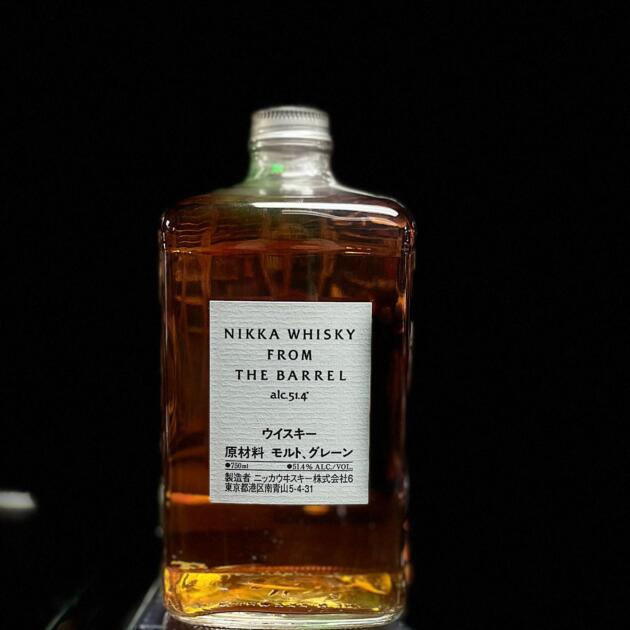 NIKKA WHISKY
FROM
THE BARREL
alc.51.4°
ウイスキー
原材料 モルト、グレーン
●750ml ●51.4% ALC./VOL.
製造者 ニッカウヰスキー株式会社6
東京都港区南青山5-4-31